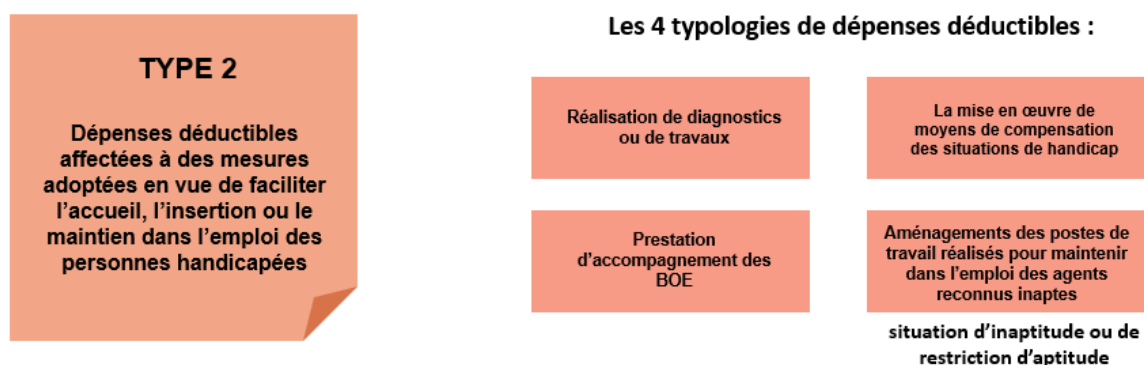 TYPE 2
Dépenses déductibles
affectées à des mesures
adoptées en vue de faciliter
l'accueil, l'insertion ou le
maintien dans l'emploi des
personnes handicapées
Les 4 typologies de dépenses déductibles :
Réalisation de diagnostics
ou de travaux
La mise en œuvre de
moyens de compensation
des situations de handicap
Prestation
d'accompagnement des
BOE
Aménagements des postes de
travail réalisés pour maintenir
dans l'emploi des agents
reconnus inaptes
situation d'inaptitude ou de
restriction d'aptitude